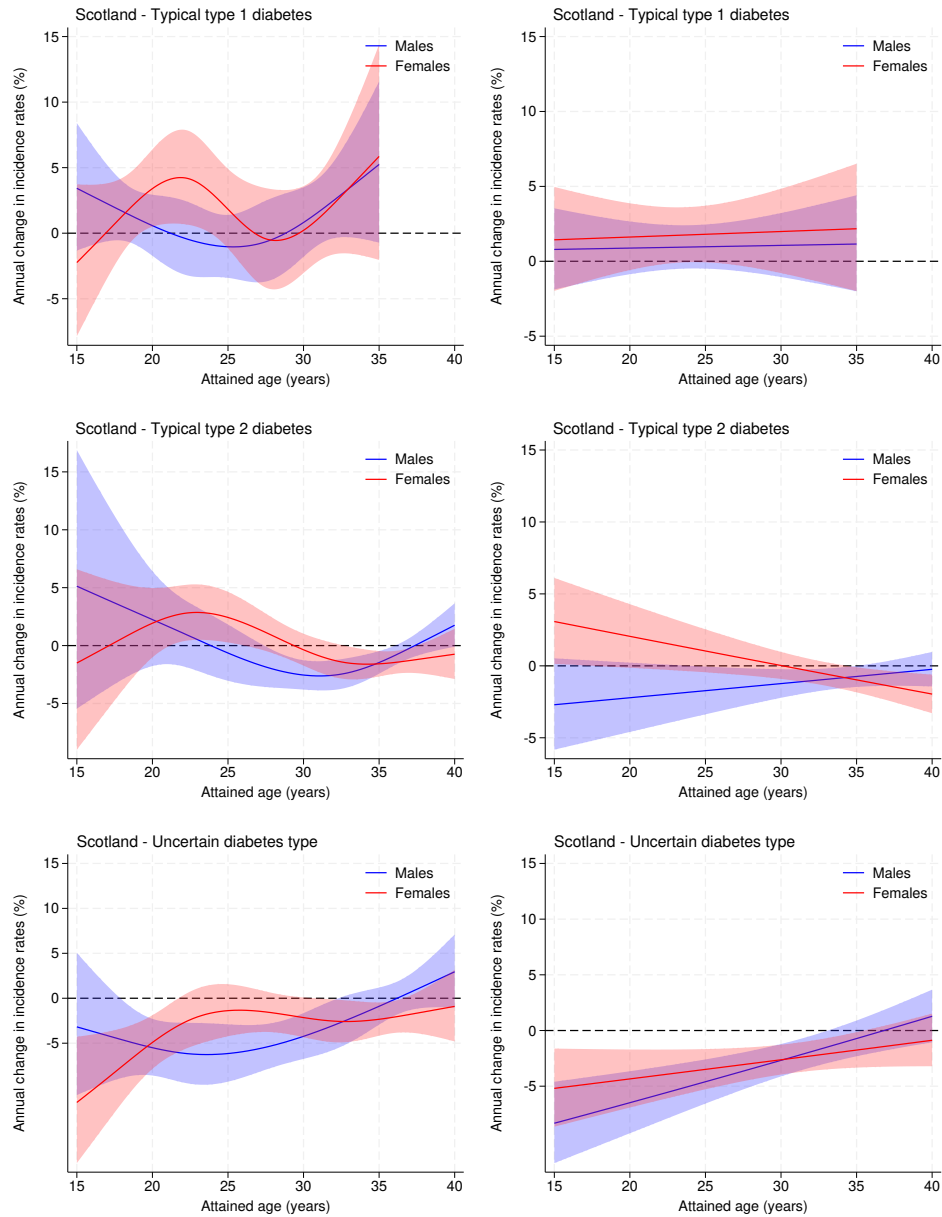 Scotland - Typical type 1 diabetes
Annual change in incidence rates (%)
15
10
5
0
-5
15 20 25 30 35 40
Attained age (years)
Males
Females
Scotland - Typical type 1 diabetes
Annual change in incidence rates (%)
15
10
5
0
-5
15 20 25 30 35 40
Attained age (years)
Males
Females
Scotland - Typical type 2 diabetes
Annual change in incidence rates (%)
15
10
5
0
-5
15 20 25 30 35 40
Attained age (years)
Males
Females
Scotland - Typical type 2 diabetes
Annual change in incidence rates (%)
15
10
5
0
-5
15 20 25 30 35 40
Attained age (years)
Males
Females
Scotland - Uncertain diabetes type
Annual change in incidence rates (%)
15
10
5
0
-5
15 20 25 30 35 40
Attained age (years)
Males
Females
Scotland - Uncertain diabetes type
Annual change in incidence rates (%)
15
10
5
0
-5
15 20 25 30 35 40
Attained age (years)
Males
Females